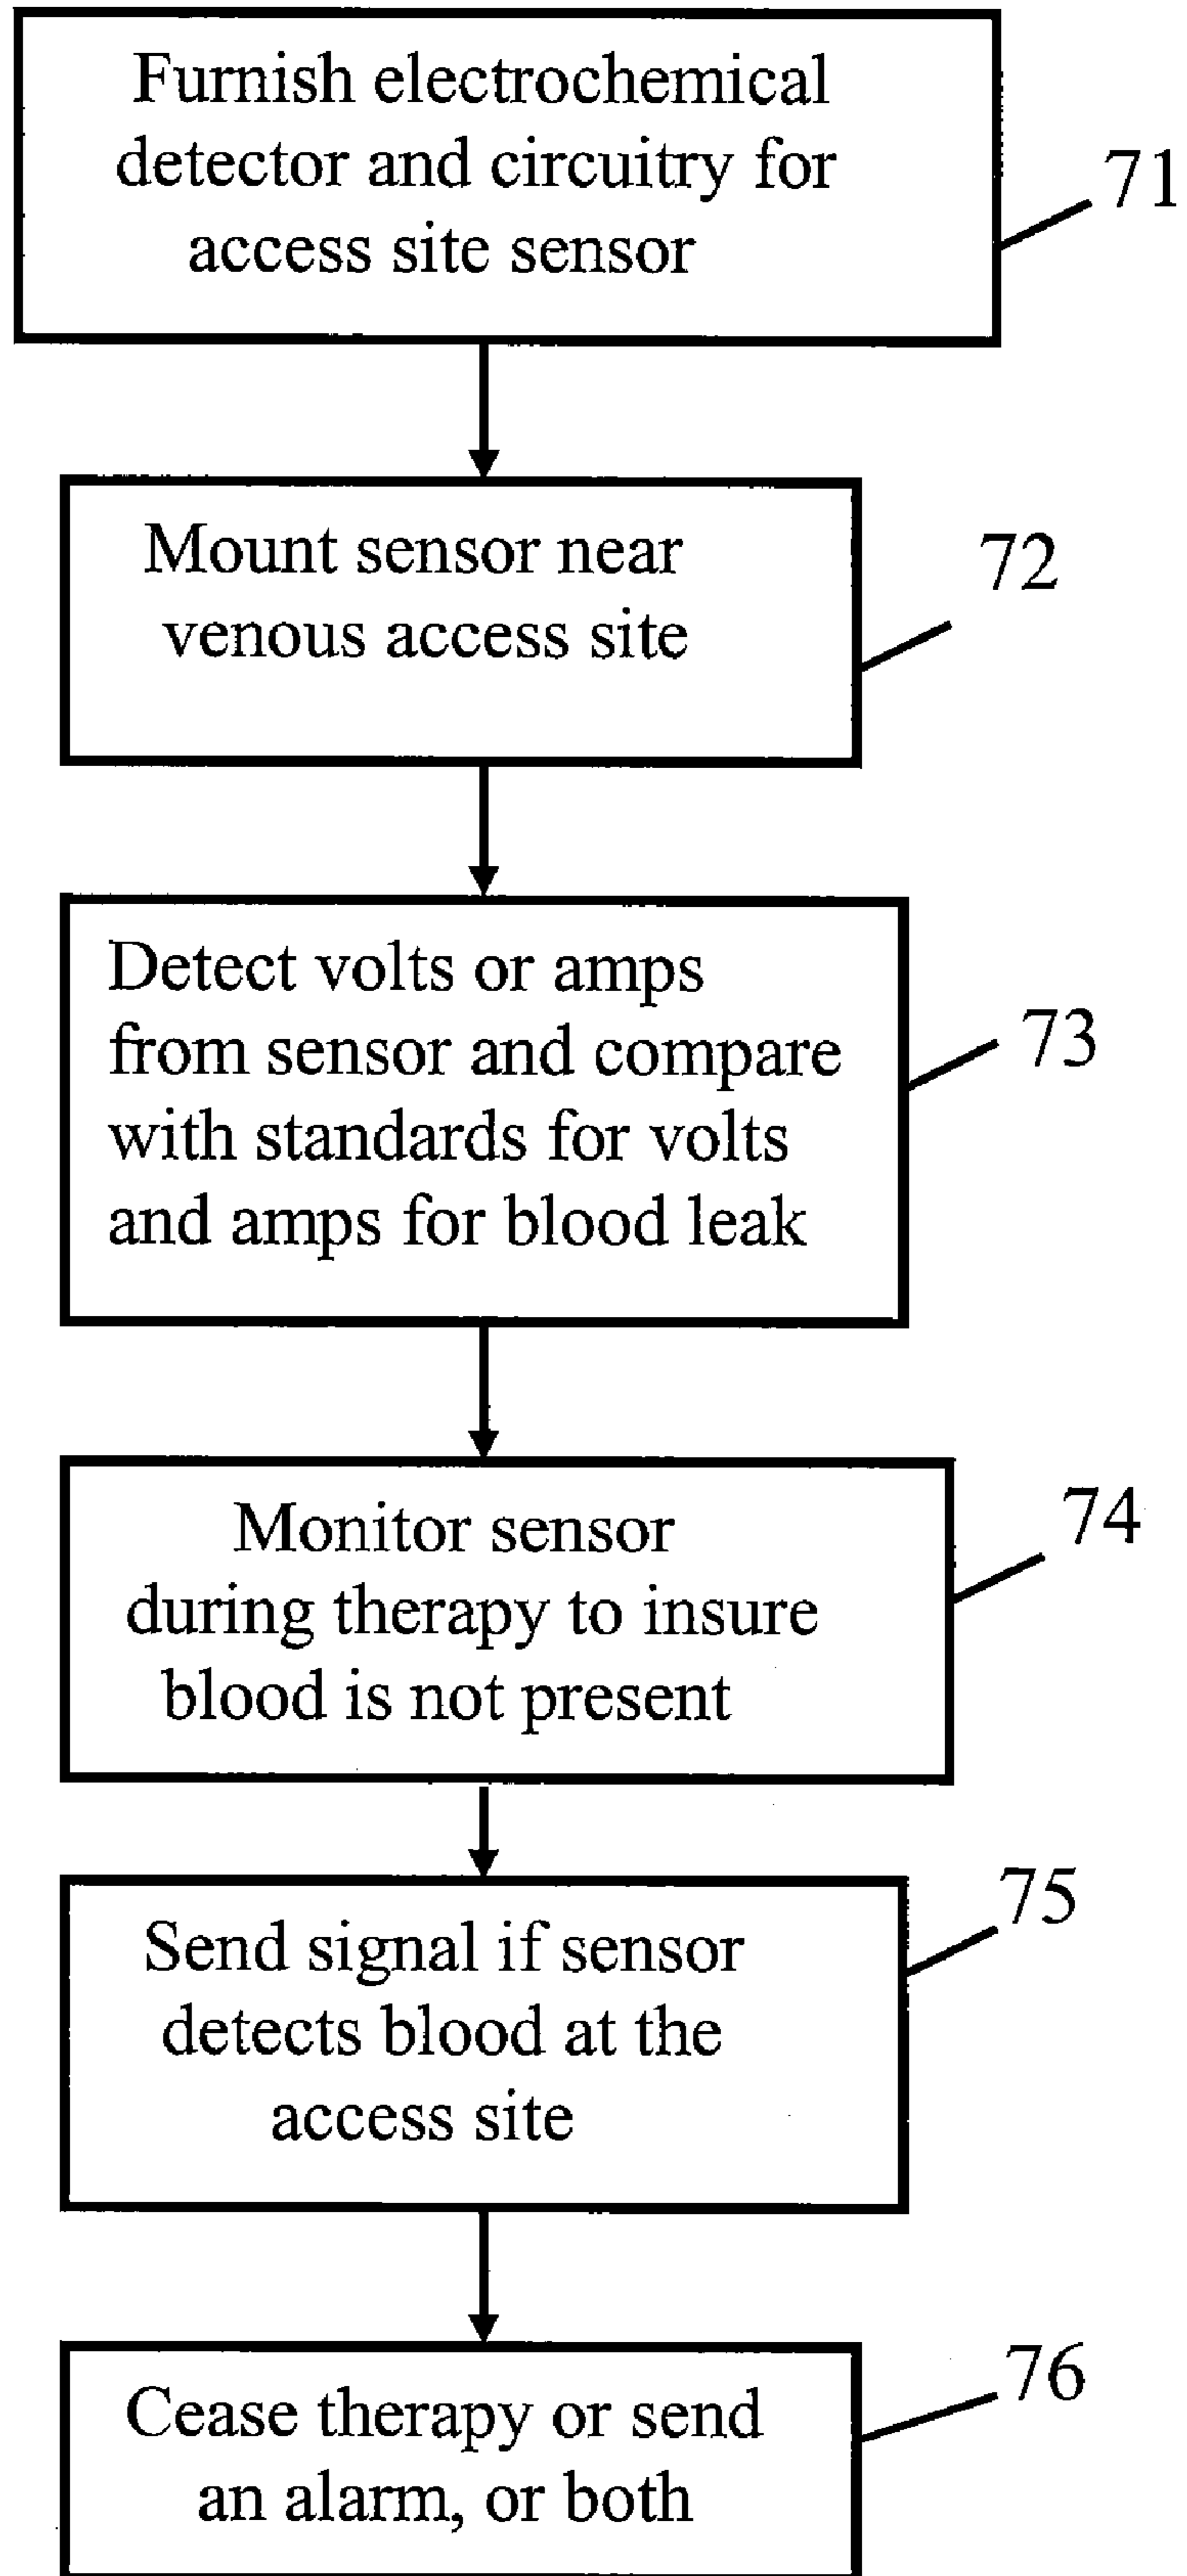 Furnish electrochemical
detector and circuitry for
access site sensor
71
Mount sensor near
venous access site
72
Detect volts or amps
from sensor and compare
with standards for volts
and amps for blood leak
73
Monitor sensor
during therapy to insure
blood is not present
74
Send signal if sensor
detects blood at the
access site
75
Cease therapy or send
an alarm, or both
76